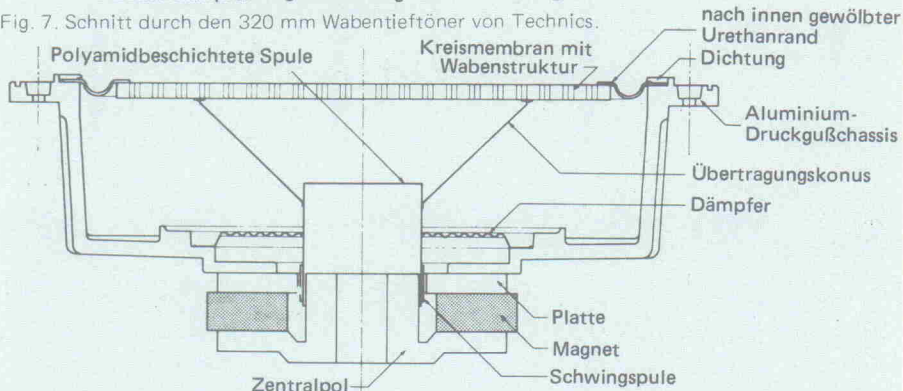 Fig. 7. Schnitt durch den 320 mm Wabentieftöner von Technics.
Polyamidbeschichtete Spule
Kreismembran mit
Wabenstruktur
nach innen gewölbter
Urethanrand
Dichtung
Aluminium-
Druckgußchassis
Übertragungskonus
Dämpfer
Platte
Magnet
Schwingspule
Zentralpol